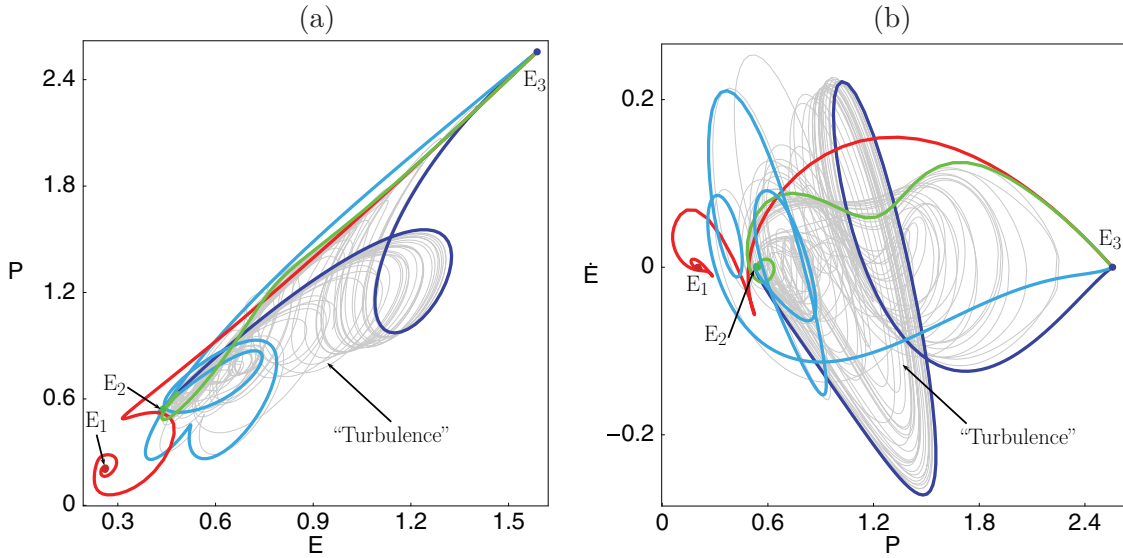 (a)
P
2.4
1.8
1.2
0.6
0
0.3
0.6
0.9
1.2
1.5
E
E3
E2
E1
“Turbulence”
(b)
Ė
0.2
0
−0.2
0
0.6
1.2
1.8
2.4
P
E3
E1
E2
“Turbulence”